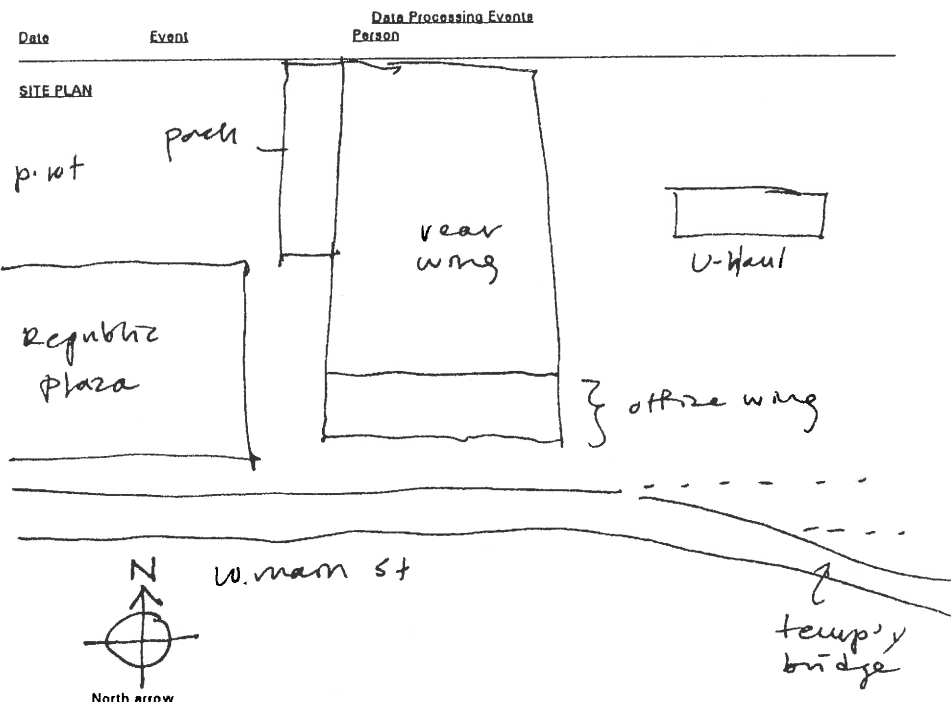 Data Processing Events
Date Event Person
SITE PLAN
porch
p. lot
rear
wing
U-Haul
Republic
Plaza
office wing
W. Main St
N
temp'y
bridge
North arrow